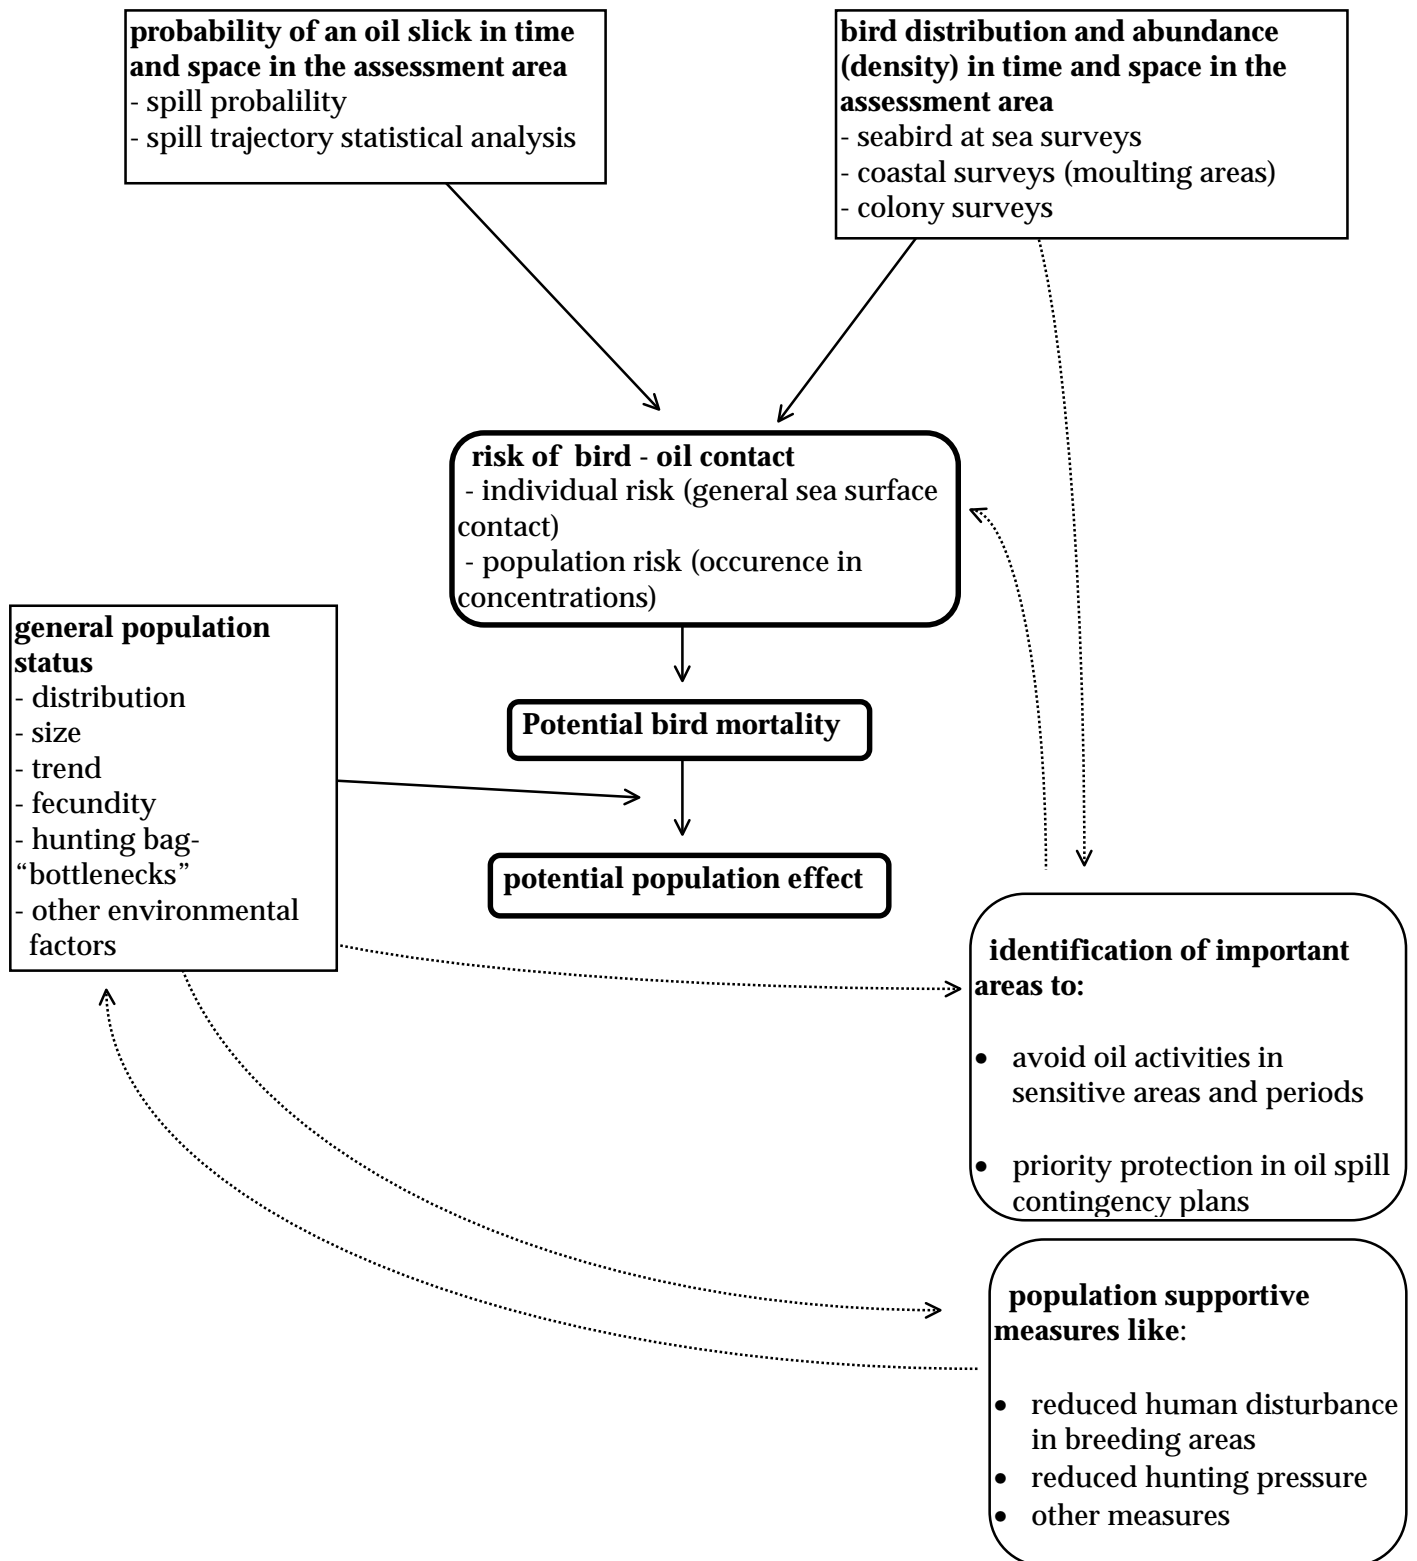 probability of an oil slick in time
and space in the assessment area
- spill probalility
- spill trajectory statistical analysis
bird distribution and abundance
(density) in time and space in the
assessment area
- seabird at sea surveys
- coastal surveys (moulting areas)
- colony surveys
risk of bird - oil contact
- individual risk (general sea surface
contact)
- population risk (occurence in
concentrations)
general population
status
- distribution
- size
- trend
- fecundity
- hunting bag-
“bottlenecks”
- other environmental
factors
Potential bird mortality
potential population effect
identification of important
areas to:
• avoid oil activities in
sensitive areas and periods
• priority protection in oil spill
contingency plans
population supportive
measures like:
• reduced human disturbance
in breeding areas
• reduced hunting pressure
• other measures